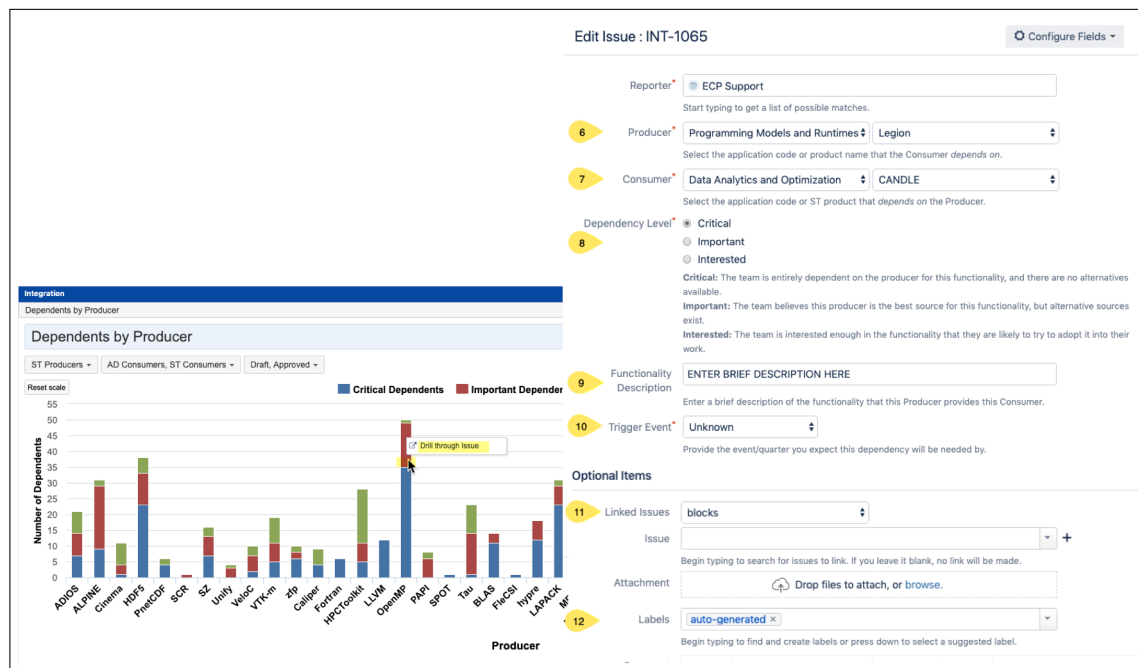 Edit Issue : INT-1065
Configure Fields
Reporter*
ECP Support
Start typing to get a list of possible matches.
6
Producer*
Programming Models and Runtimes
Legion
Select the application code or product name that the Consumer depends on.
7
Consumer*
Data Analytics and Optimization
CANDLE
Select the application code or ST product that depends on the Producer.
Dependency Level*
8
Critical
Important
Interested
Critical: The team is entirely dependent on the producer for this functionality, and there are no alternatives
available.
Important: The team believes this producer is the best source for this functionality, but alternative sources
exist.
Interested: The team is interested enough in the functionality that they are likely to try to adopt it into their
work.
9
Functionality
Description
ENTER BRIEF DESCRIPTION HERE
Enter a brief description of the functionality that this Producer provides this Consumer.
10
Trigger Event*
Unknown
Provide the event/quarter you expect this dependency will be needed by.
Optional Items
11
Linked Issues
blocks
Issue
Begin typing to search for issues to link. If you leave it blank, no link will be made.
Attachment
Drop files to attach, or browse.
12
Labels
auto-generated ×
Begin typing to find and create labels or press down to select a suggested label.
Integration
Dependents by Producer
Dependents by Producer
ST Producers
AD Consumers, ST Consumers
Draft, Approved
Reset scale
Critical Dependents
Important Depender
Number of Dependents
55
50
45
40
35
30
25
20
15
10
5
0
Drill through Issue
ADIOS
ALPINE
Cinema
HDF5
PnetCDF
SCR
SZ
Unify
VeloC
VTK-m
zfp
Caliper
Fortran
HPCToolkit
LLVM
OpenMP
PAPI
SPOT
Tau
BLAS
FleCSI
hypre
LAPACK
Producer